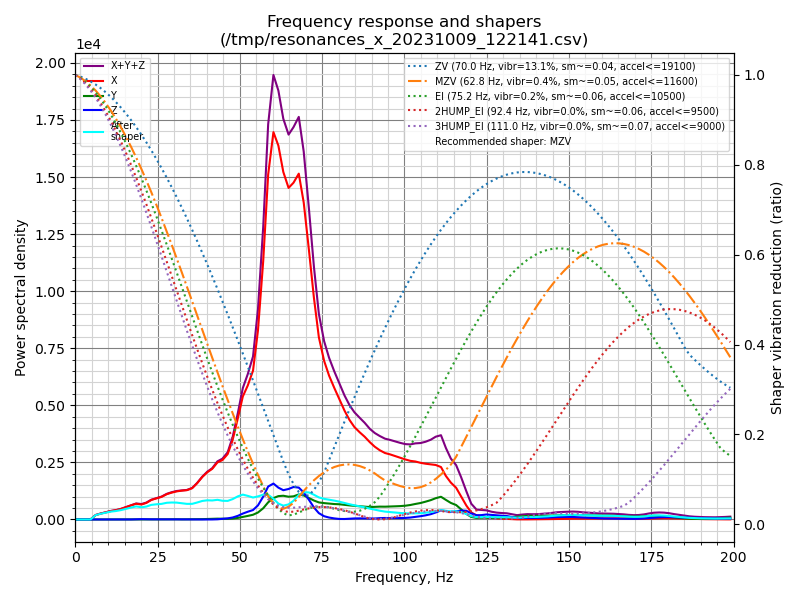 Frequency response and shapers
(/tmp/resonances_x_20231009_122141.csv)
1e4
X+Y+Z
X
Y
Z
After
shaper
ZV (70.0 Hz, vibr=13.1%, sm~=0.04, accel<=19100)
MZV (62.8 Hz, vibr=0.4%, sm~=0.05, accel<=11600)
EI (75.2 Hz, vibr=0.2%, sm~=0.06, accel<=10500)
2HUMP_EI (92.4 Hz, vibr=0.0%, sm~=0.06, accel<=9500)
3HUMP_EI (111.0 Hz, vibr=0.0%, sm~=0.07, accel<=9000)
Recommended shaper: MZV
2.00
1.75
1.50
1.25
1.00
0.75
0.50
0.25
0.00
Power spectral density
1.0
0.8
0.6
0.4
0.2
0.0
Shaper vibration reduction (ratio)
0 25 50 75 100 125 150 175 200
Frequency, Hz